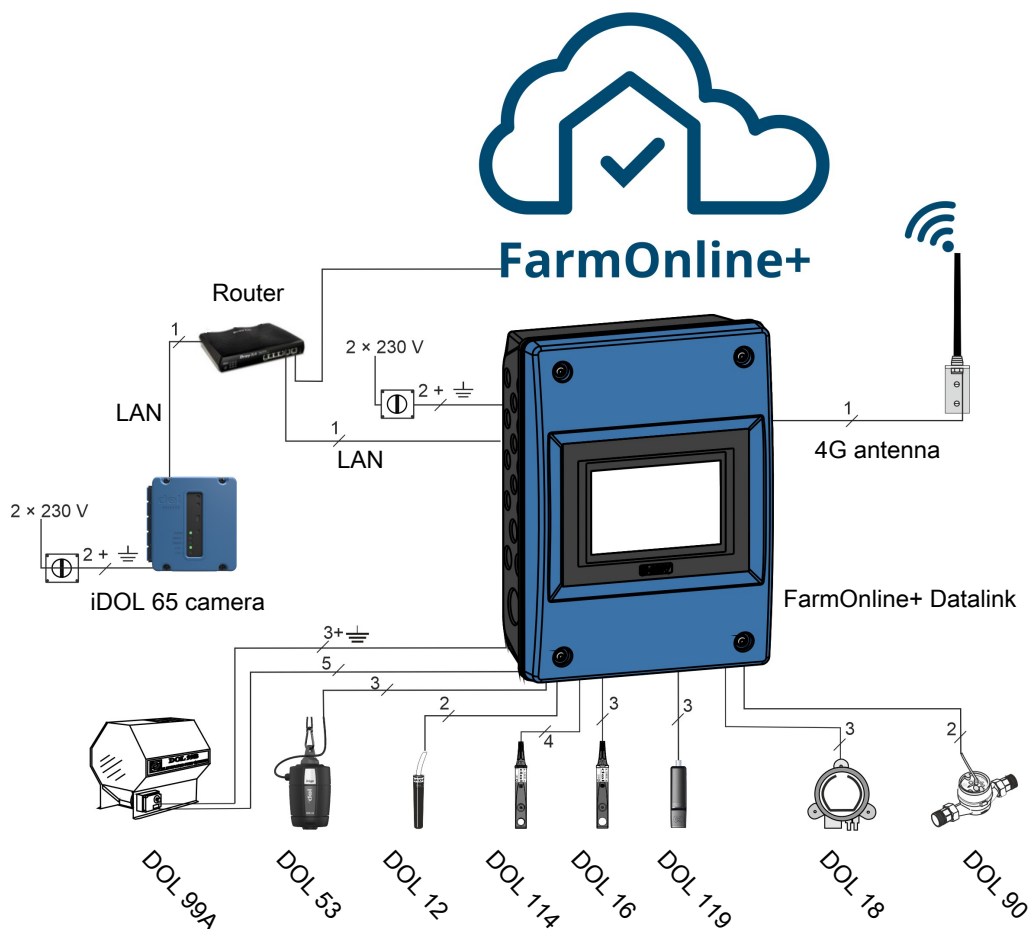 FarmOnline+
Router
1
2 × 230 V
2 +
LAN
1
LAN
1
4G antenna
2 × 230 V
2 +
iDOL 65 camera
FarmOnline+ Datalink
3+
5
3
2
4
3
3
3
2
dol
DOL 99A
DOL 53
DOL 12
DOL 114
DOL 16
DOL 119
DOL 18
DOL 90